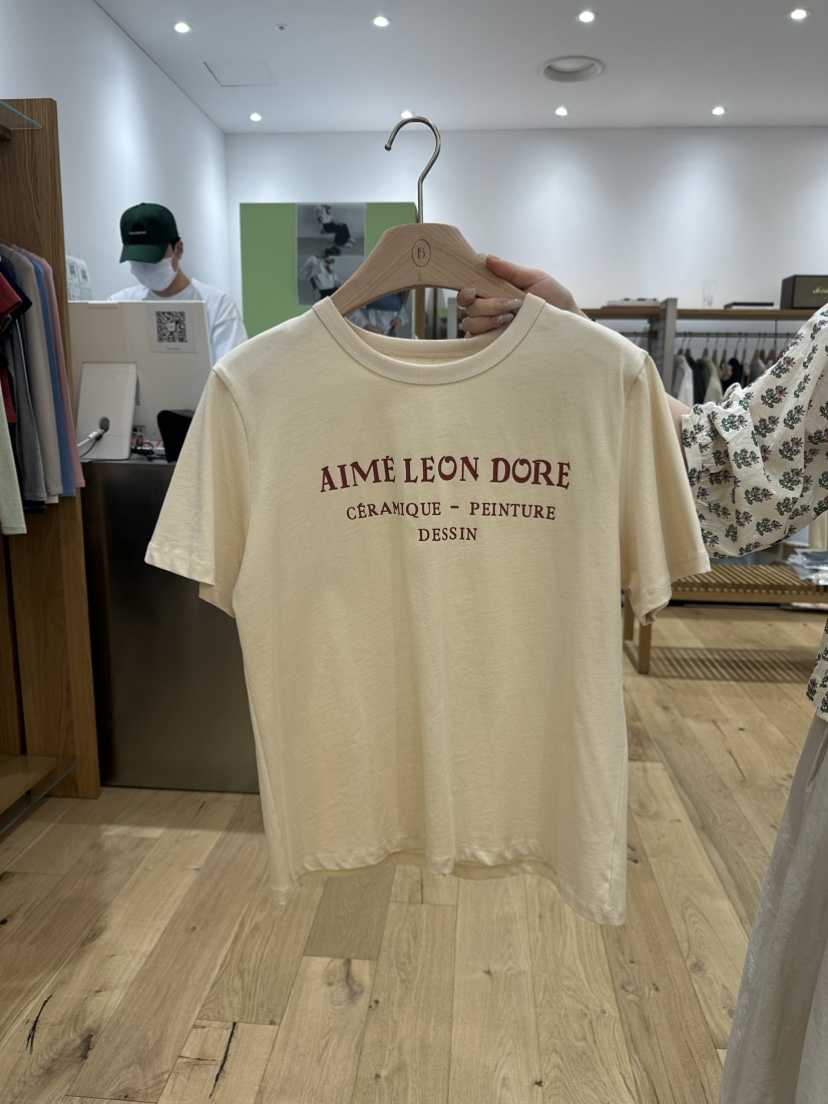 AIMÉ LEON DORE
CÉRAMIQUE – PEINTURE
DESSIN